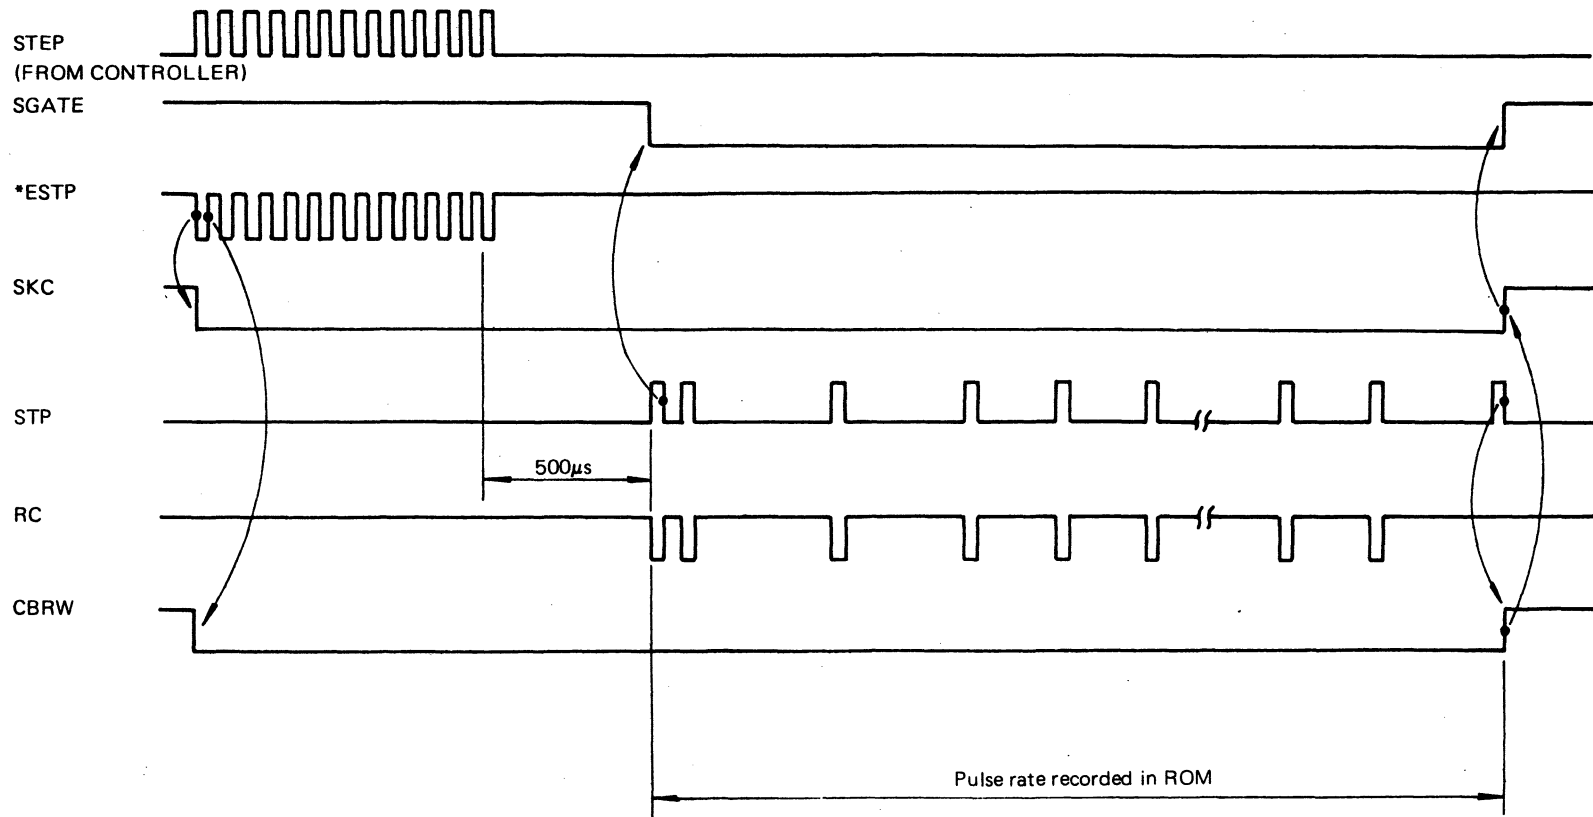 STEP
(FROM CONTROLLER)
SGATE
*ESTP
SKC
STP
500μs
RC
CBRW
Pulse rate recorded in ROM